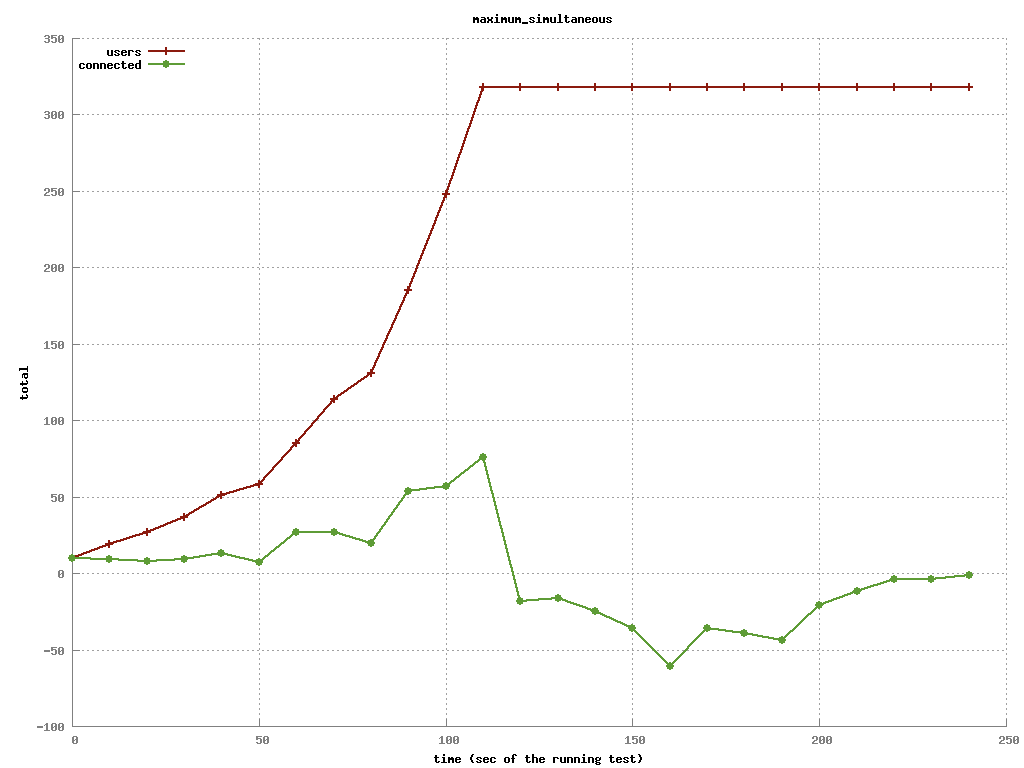 maximum_simultaneous
350
users
connected
300
250
200
150
total
100
50
0
-50
-100
0 50 100 150 200 250
time (sec of the running test)